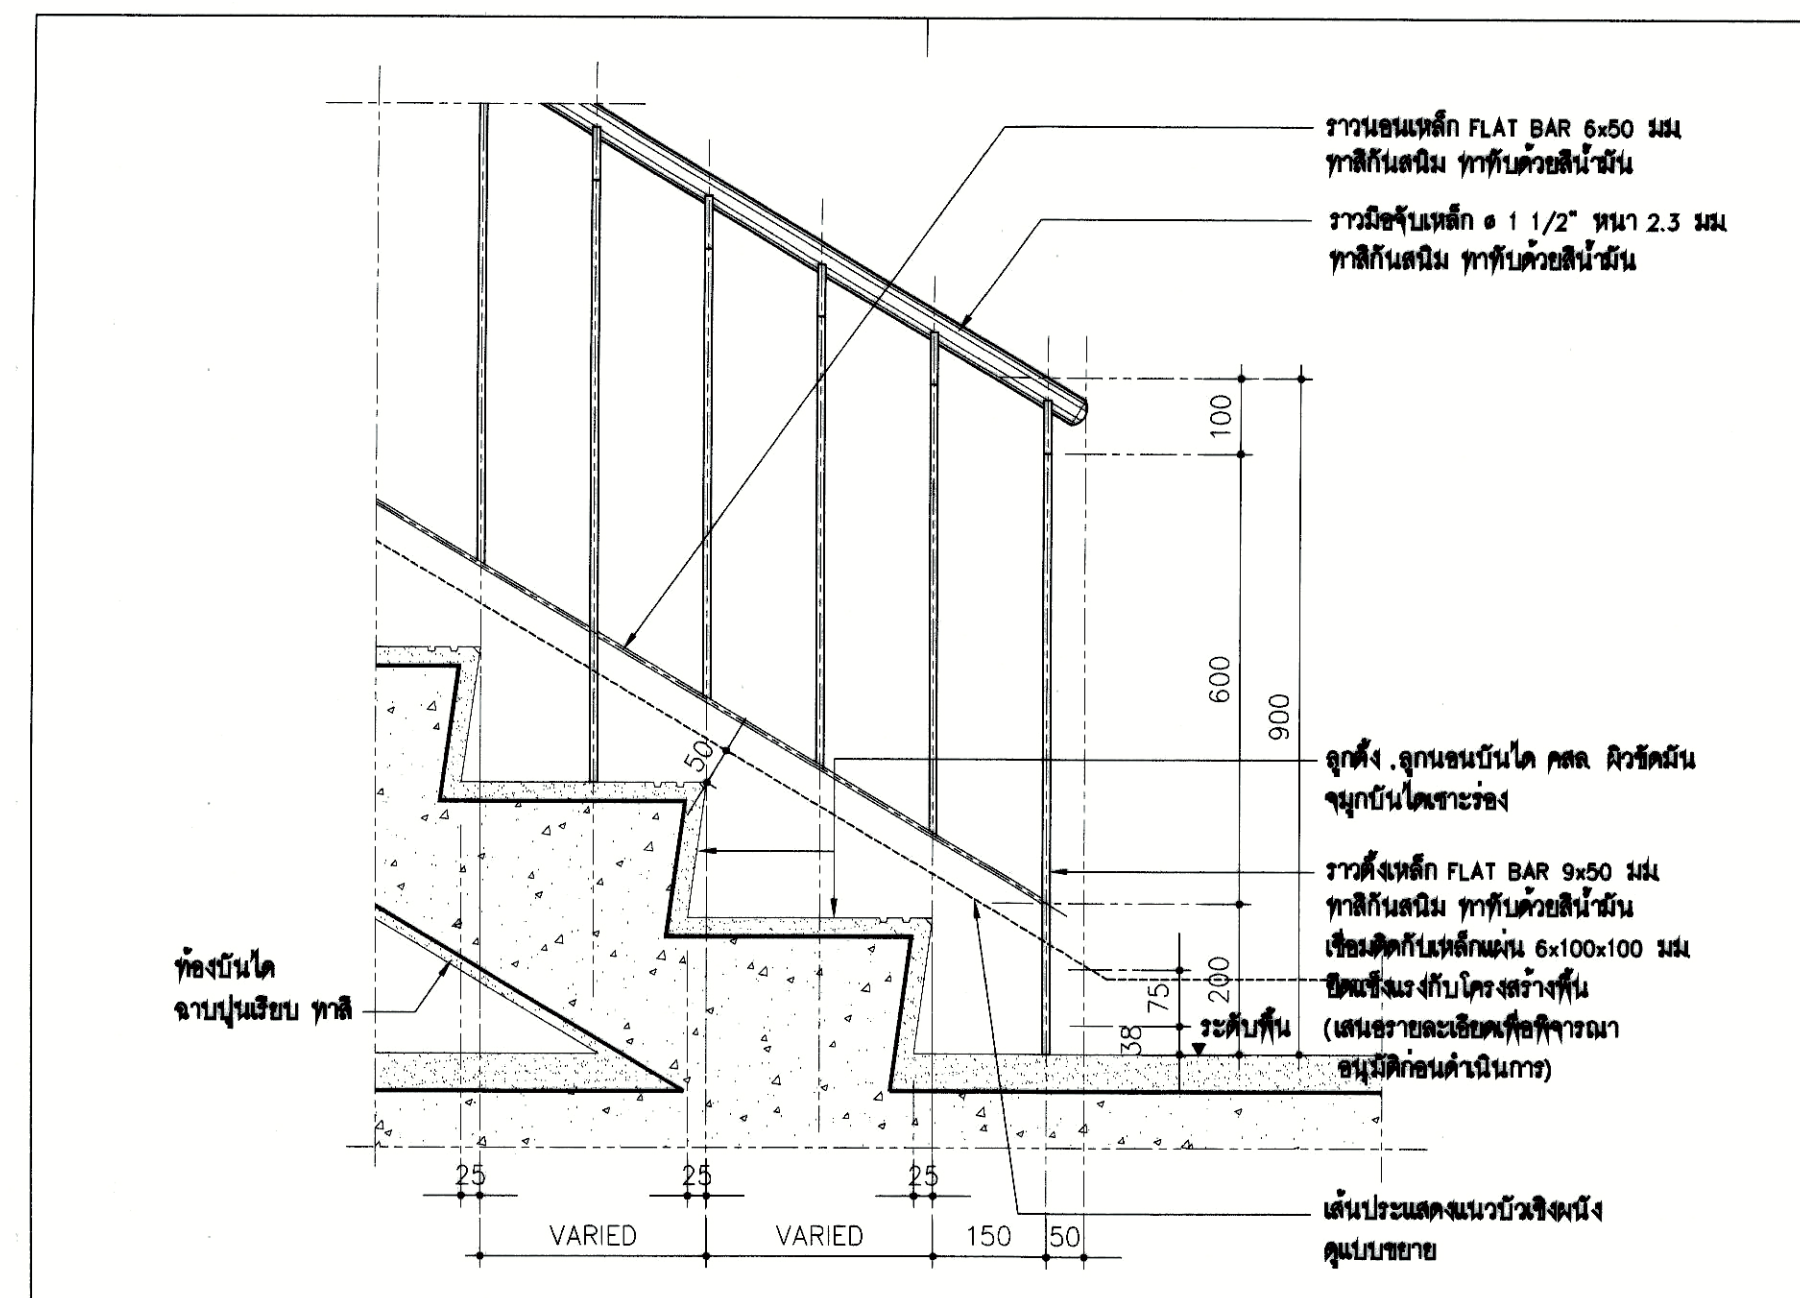 ราวนอนเหล็ก FLAT BAR 6x50 มม.
ทาสีกันสนิม ทาทับด้วยสีน้ำมัน
ราวมือจับเหล็ก ø 1 1/2" หนา 2.3 มม.
ทาสีกันสนิม ทาทับด้วยสีน้ำมัน
100
600
900
50
ลูกตั้ง ,ลูกนอนบันได คสล. ผิวขัดมัน
จมูกบันไดเซาะร่อง
ราวตั้งเหล็ก FLAT BAR 9x50 มม.
ทาสีกันสนิม ทาทับด้วยสีน้ำมัน
เชื่อมติดกับเหล็กแผ่น 6x100x100 มม.
ยึดแข็งแรงกับโครงสร้างพื้น
(เสนอรายละเอียดเพื่อพิจารณา
อนุมัติก่อนดำเนินการ)
ท้องบันได
ฉาบปูนเรียบ ทาสี
75
200
38
ระดับพื้น
25
25
25
VARIED
VARIED
150
50
เส้นประแสดงแนวบัวเชิงผนัง
ดูแบบขยาย